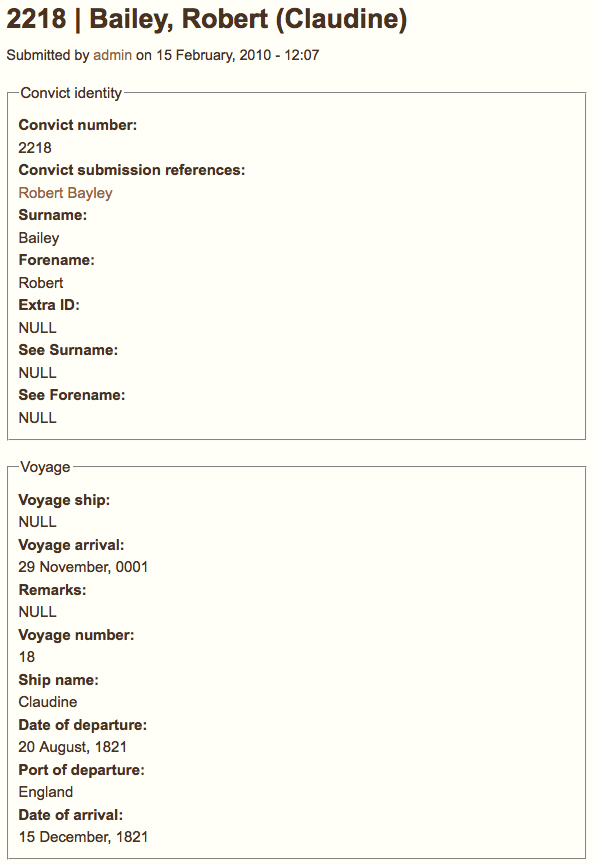 2218 | Bailey, Robert (Claudine)
Submitted by admin on 15 February, 2010 - 12:07
Convict identity
Convict number:
2218
Convict submission references:
Robert Bayley
Surname:
Bailey
Forename:
Robert
Extra ID:
NULL
See Surname:
NULL
See Forename:
NULL
Voyage
Voyage ship:
NULL
Voyage arrival:
29 November, 0001
Remarks:
NULL
Voyage number:
18
Ship name:
Claudine
Date of departure:
20 August, 1821
Port of departure:
England
Date of arrival:
15 December, 1821